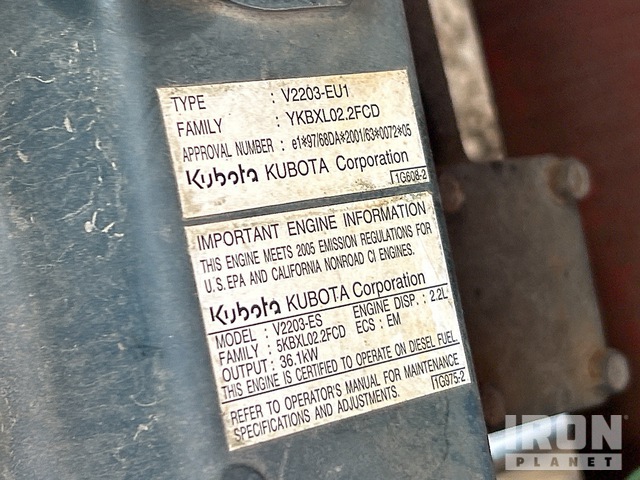 TYPE : V2203-EU1
FAMILY : YKBXL02.2FCD
APPROVAL NUMBER : e1*97/68DA*2001/63*0072*05
Kubota KUBOTA Corporation
1G608-2
IMPORTANT ENGINE INFORMATION
THIS ENGINE MEETS 2005 EMISSION REGULATIONS FOR
U.S. EPA AND CALIFORNIA NONROAD CI ENGINES.
Kubota KUBOTA Corporation
MODEL : V2203-ES ENGINE DISP. : 2.2L
FAMILY : 5KBXL02.2FCD ECS : EM
OUTPUT : 36.1kW
THIS ENGINE IS CERTIFIED TO OPERATE ON DIESEL FUEL.
REFER TO OPERATOR'S MANUAL FOR MAINTENANCE
SPECIFICATIONS AND ADJUSTMENTS.
1G975-2
IRON
PLANET